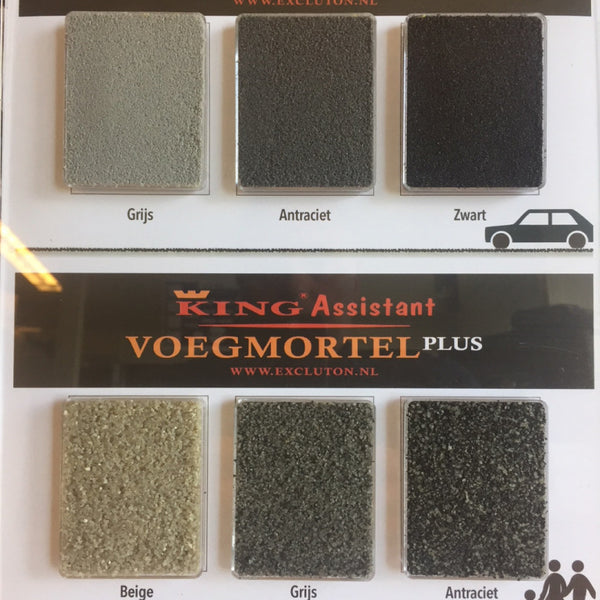 WWW.EXCLUTON.NL
Grijs Antraciet Zwart
KING® Assistant
VOEGMORTEL PLUS
WWW.EXCLUTON.NL
Beige Grijs Antraciet